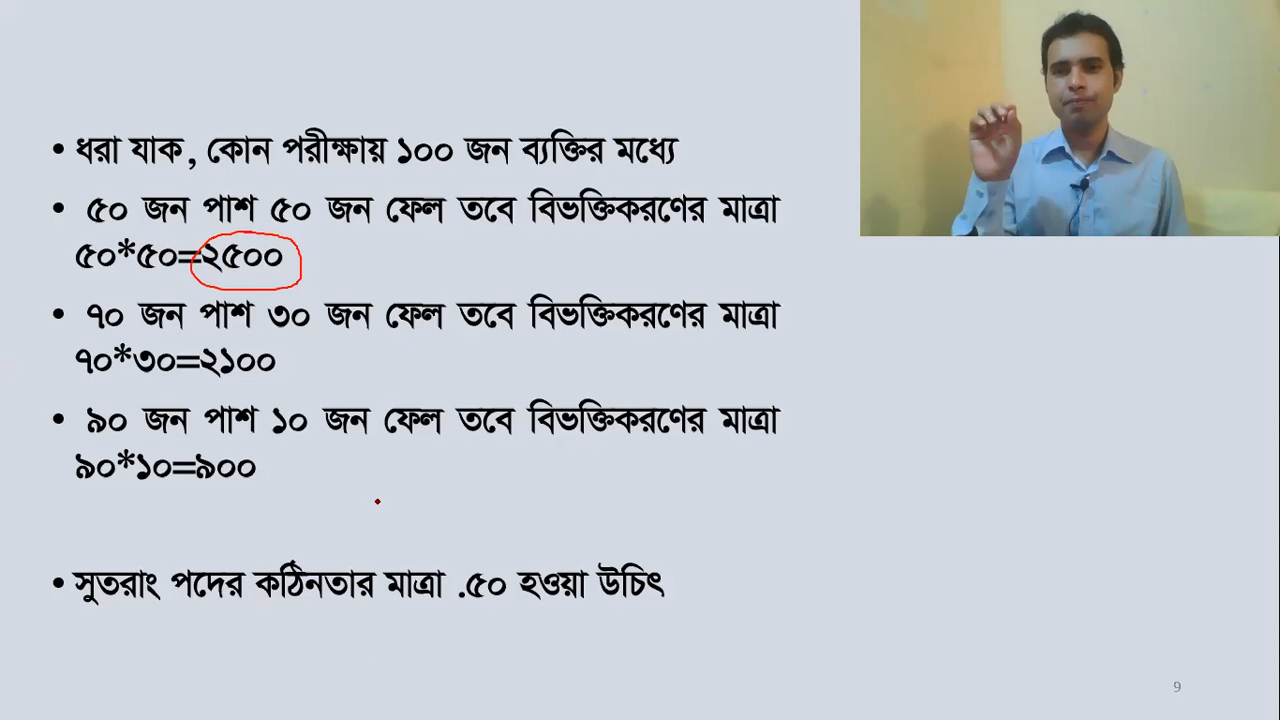 • ধরা যাক, কোন পরীক্ষায় ১০০ জন ব্যক্তির মধ্যে
• ৫০ জন পাশ ৫০ জন ফেল তবে বিভক্তিকরণের মাত্রা
৫০*৫০=২৫০০
• ৭০ জন পাশ ৩০ জন ফেল তবে বিভক্তিকরণের মাত্রা
৭০*৩০=২১০০
• ৯০ জন পাশ ১০ জন ফেল তবে বিভক্তিকরণের মাত্রা
৯০*১০=৯০০
• সুতরাং পদের কঠিনতার মাত্রা .৫০ হওয়া উচিৎ
9